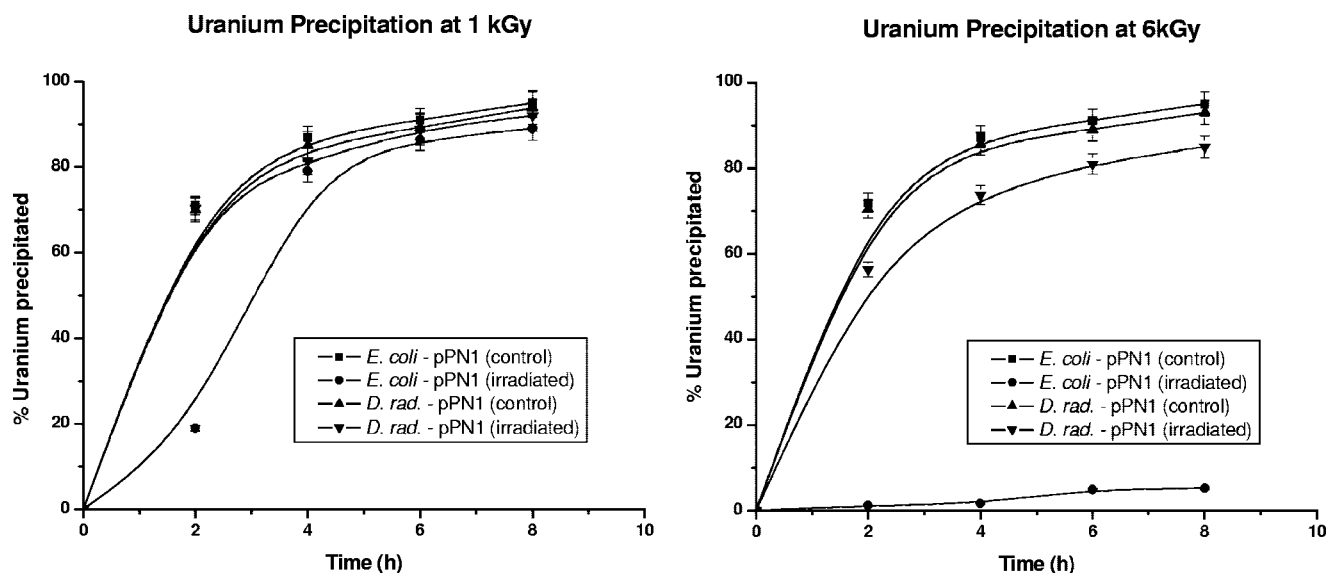 Uranium Precipitation at 1 kGy
% Uranium precipitated
100
80
60
40
20
0
E. coli - pPN1 (control)
E. coli - pPN1 (irradiated)
D. rad. - pPN1 (control)
D. rad. - pPN1 (irradiated)
0 2 4 6 8 10
Time (h)
Uranium Precipitation at 6kGy
% Uranium precipitated
100
80
60
40
20
0
E. coli - pPN1 (control)
E. coli - pPN1 (irradiated)
D. rad. - pPN1 (control)
D. rad. - pPN1 (irradiated)
0 2 4 6 8 10
Time (h)